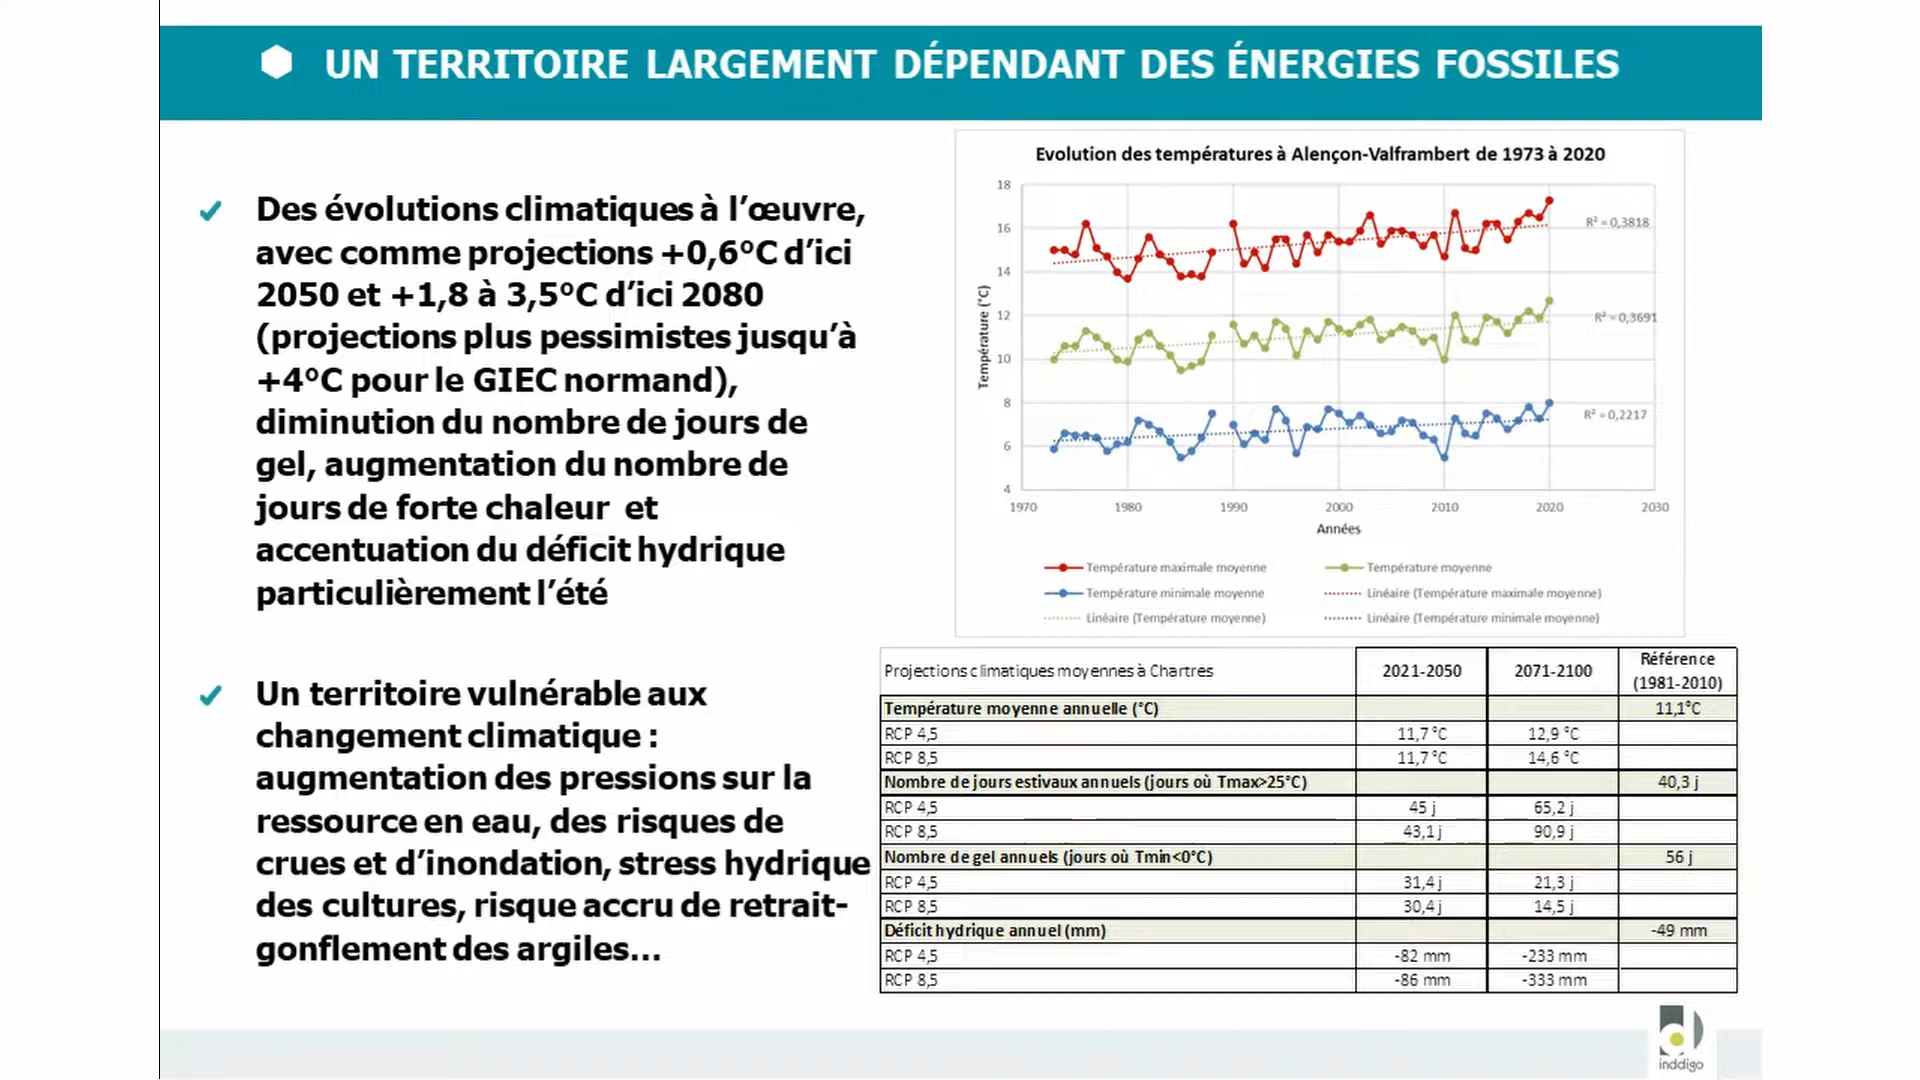 UN TERRITOIRE LARGEMENT DÉPENDANT DES ÉNERGIES FOSSILES
Des évolutions climatiques à l’œuvre,
avec comme projections +0,6°C d’ici
2050 et +1,8 à 3,5°C d’ici 2080
(projections plus pessimistes jusqu’à
+4°C pour le GIEC normand),
diminution du nombre de jours de
gel, augmentation du nombre de
jours de forte chaleur et
accentuation du déficit hydrique
particulièrement l’été
Un territoire vulnérable aux
changement climatique :
augmentation des pressions sur la
ressource en eau, des risques de
crues et d’inondation, stress hydrique
des cultures, risque accru de retrait-
gonflement des argiles...
Evolution des températures à Alençon-Valframbert de 1973 à 2020
18
16
14
12
10
8
6
4
Température (°C)
R² = 0,3818
R² = 0,3691
R² = 0,2217
1970 1980 1990 2000 2010 2020 2030
Années
Température maximale moyenne Température moyenne
Température minimale moyenne Linéaire (Température maximale moyenne)
Linéaire (Température moyenne) Linéaire (Température minimale moyenne)
Projections climatiques moyennes à Chartres 2021-2050 2071-2100 Référence (1981-2010)
Température moyenne annuelle (°C) 11,1°C
RCP 4,5 11,7 °C 12,9 °C
RCP 8,5 11,7 °C 14,6 °C
Nombre de jours estivaux annuels (jours où Tmax>25°C) 40,3 j
RCP 4,5 45 j 65,2 j
RCP 8,5 43,1 j 90,9 j
Nombre de gel annuels (jours où Tmin<0°C) 56 j
RCP 4,5 31,4 j 21,3 j
RCP 8,5 30,4 j 14,5 j
Déficit hydrique annuel (mm) -49 mm
RCP 4,5 -82 mm -233 mm
RCP 8,5 -86 mm -333 mm
inddigo